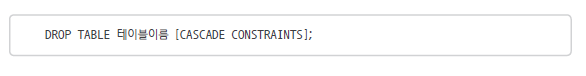 DROP TABLE 테이블이름 [CASCADE CONSTRAINTS];